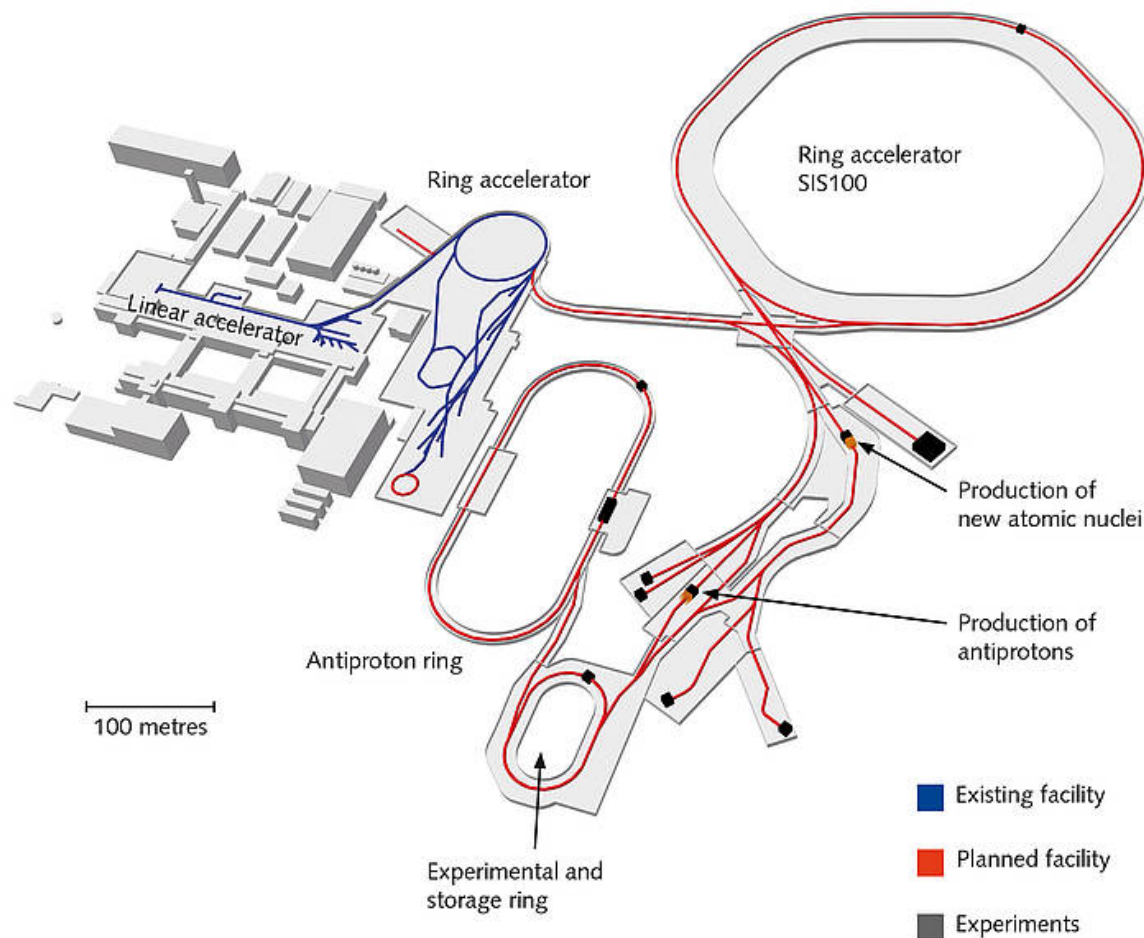 Ring accelerator
SIS100
Ring accelerator
Linear accelerator
Production of
new atomic nuclei
Production of
antiprotons
Antiproton ring
100 metres
Experimental and
storage ring
Existing facility
Planned facility
Experiments